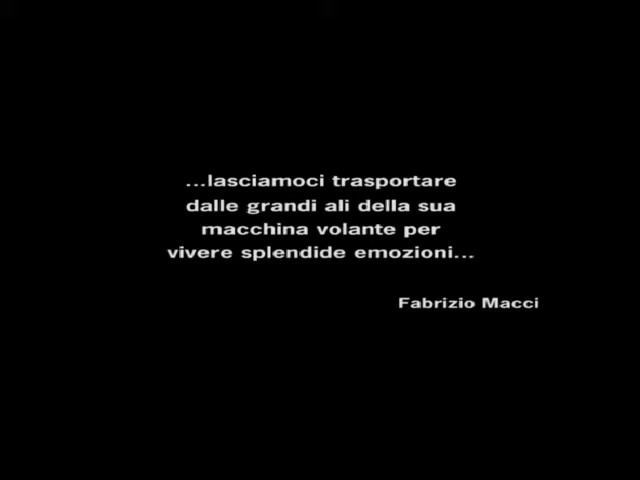 ...lasciamoci trasportare
dalle grandi ali della sua
macchina volante per
vivere splendide emozioni...
Fabrizio Macci